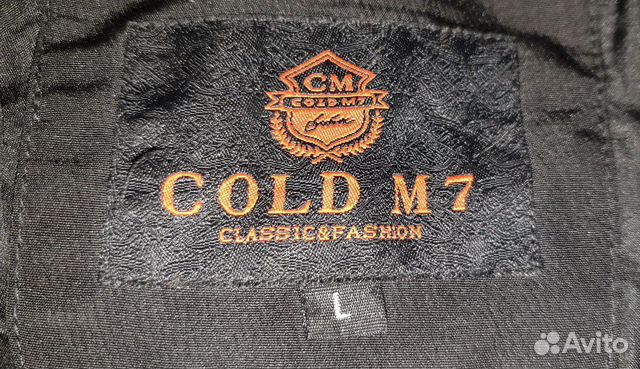 CM
COLD M7
COLD M7
CLASSIC&FASHION
L
Avito